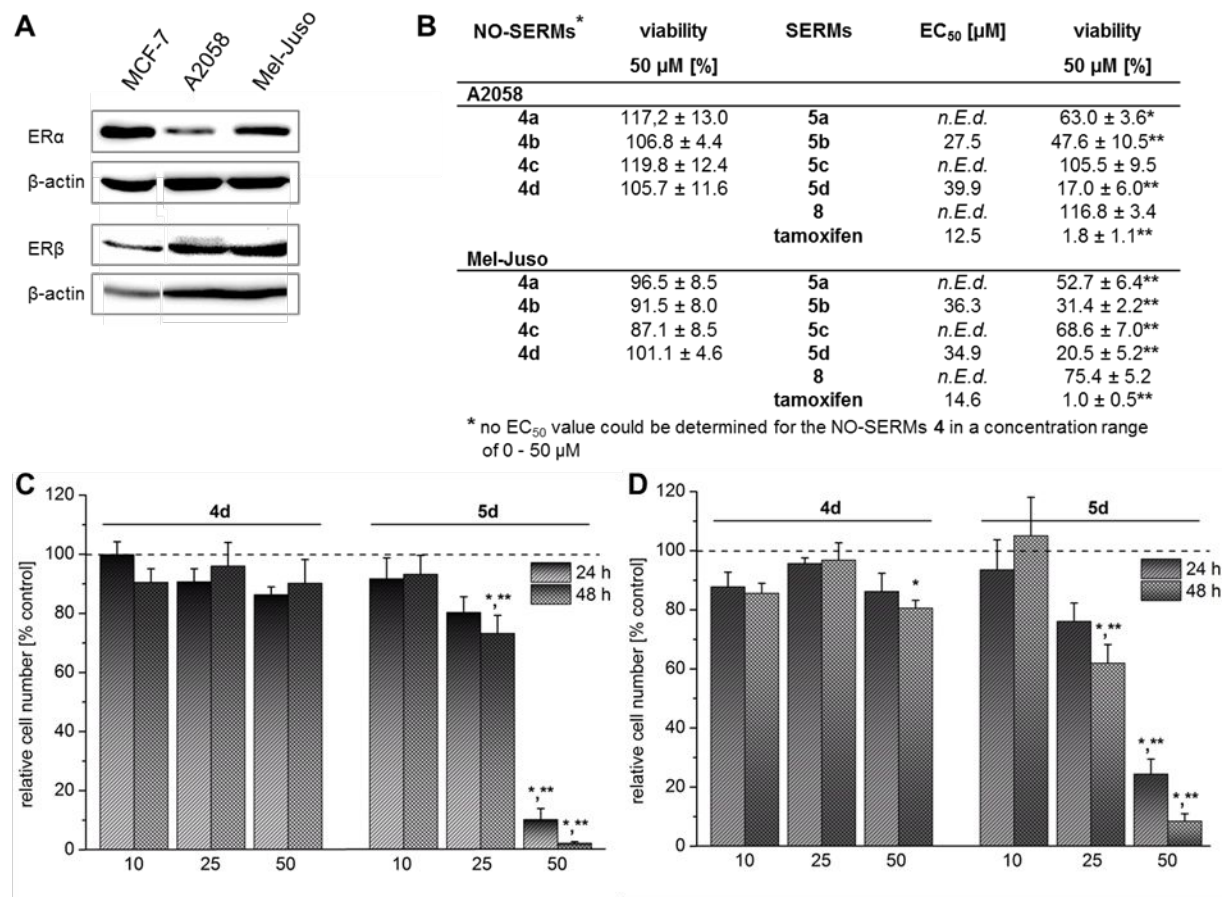 A
MCF-7
A2058
Mel-Juso
ERα
β-actin
ERβ
β-actin
B
NO-SERMs* viability SERMs EC50 [µM] viability
50 µM [%] 50 µM [%]
A2058
4a 117,2 ± 13.0 5a n.E.d. 63.0 ± 3.6*
4b 106.8 ± 4.4 5b 27.5 47.6 ± 10.5**
4c 119.8 ± 12.4 5c n.E.d. 105.5 ± 9.5
4d 105.7 ± 11.6 5d 39.9 17.0 ± 6.0**
8 n.E.d. 116.8 ± 3.4
tamoxifen 12.5 1.8 ± 1.1**
Mel-Juso
4a 96.5 ± 8.5 5a n.E.d. 52.7 ± 6.4**
4b 91.5 ± 8.0 5b 36.3 31.4 ± 2.2**
4c 87.1 ± 8.5 5c n.E.d. 68.6 ± 7.0**
4d 101.1 ± 4.6 5d 34.9 20.5 ± 5.2**
8 n.E.d. 75.4 ± 5.2
tamoxifen 14.6 1.0 ± 0.5**
* no EC50 value could be determined for the NO-SERMs 4 in a concentration range
of 0 - 50 µM
C
relative cell number [% control]
120
100
80
60
40
20
0
4d 5d
24 h
48 h
*,**
*,**
*,**
10 25 50 10 25 50
D
relative cell number [% control]
120
100
80
60
40
20
0
4d 5d
24 h
48 h
*
*,**
*,**
*,**
10 25 50 10 25 50